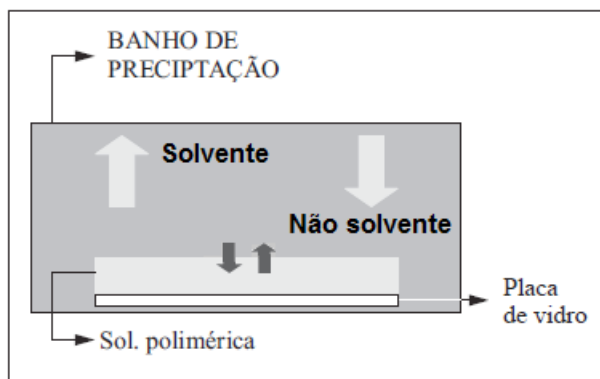 BANHO DE
PRECIPTAÇÃO
Solvente
Não solvente
Placa
de vidro
Sol. polimérica